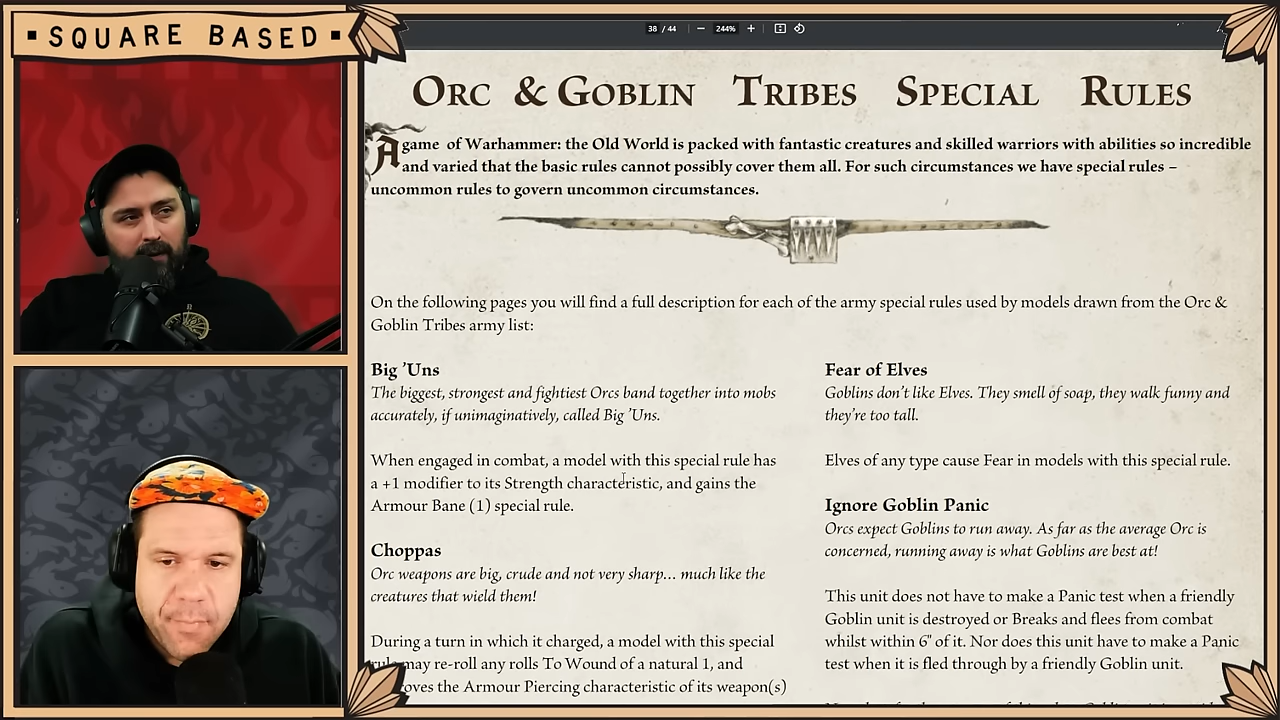 SQUARE BASED
38 / 44
244%
ORC & GOBLIN TRIBES SPECIAL RULES
A game of Warhammer: the Old World is packed with fantastic creatures and skilled warriors with abilities so incredible
and varied that the basic rules cannot possibly cover them all. For such circumstances we have special rules –
uncommon rules to govern uncommon circumstances.
On the following pages you will find a full description for each of the army special rules used by models drawn from the Orc &
Goblin Tribes army list:
Big ’Uns
The biggest, strongest and fightiest Orcs band together into mobs
accurately, if unimaginatively, called Big ’Uns.
When engaged in combat, a model with this special rule has
a +1 modifier to its Strength characteristic, and gains the
Armour Bane (1) special rule.
Choppas
Orc weapons are big, crude and not very sharp... much like the
creatures that wield them!
During a turn in which it charged, a model with this special
rule may re-roll any rolls To Wound of a natural 1, and
the Armour Piercing characteristic of its weapon(s)
Fear of Elves
Goblins don’t like Elves. They smell of soap, they walk funny and
they’re too tall.
Elves of any type cause Fear in models with this special rule.
Ignore Goblin Panic
Orcs expect Goblins to run away. As far as the average Orc is
concerned, running away is what Goblins are best at!
This unit does not have to make a Panic test when a friendly
Goblin unit is destroyed or Breaks and flees from combat
whilst within 6" of it. Nor does this unit have to make a Panic
test when it is fled through by a friendly Goblin unit.